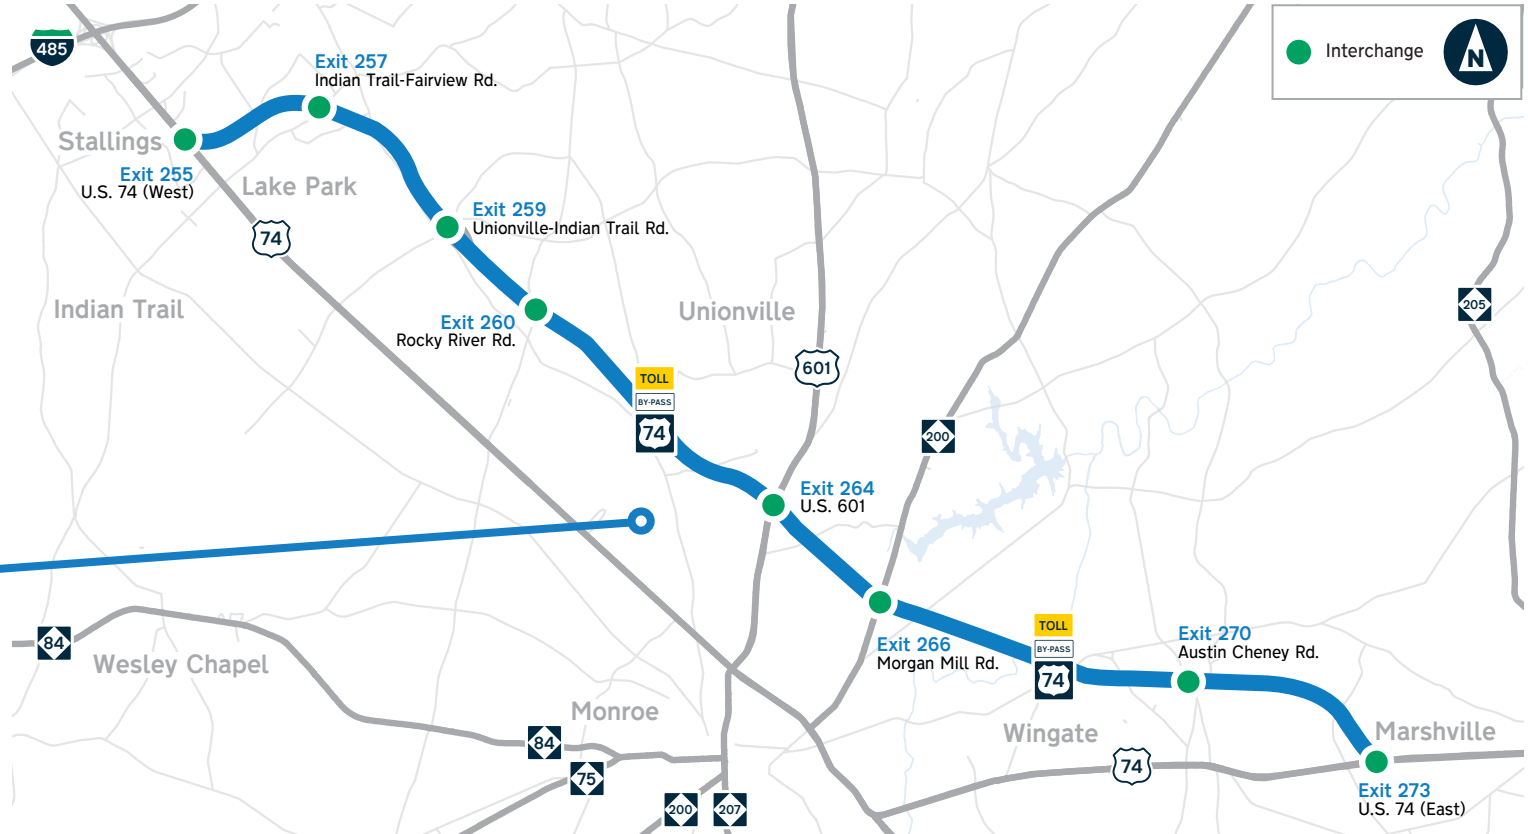 485
Interchange
N
Exit 257
Indian Trail-Fairview Rd.
Stallings
Exit 255
U.S. 74 (West)
Lake Park
74
Exit 259
Unionville-Indian Trail Rd.
Indian Trail
Exit 260
Rocky River Rd.
Unionville
205
601
TOLL
BY-PASS
74
200
Exit 264
U.S. 601
84
Wesley Chapel
Exit 266
Morgan Mill Rd.
TOLL
BY-PASS
74
Exit 270
Austin Cheney Rd.
Monroe
84
75
200
207
Wingate
74
Marshville
Exit 273
U.S. 74 (East)